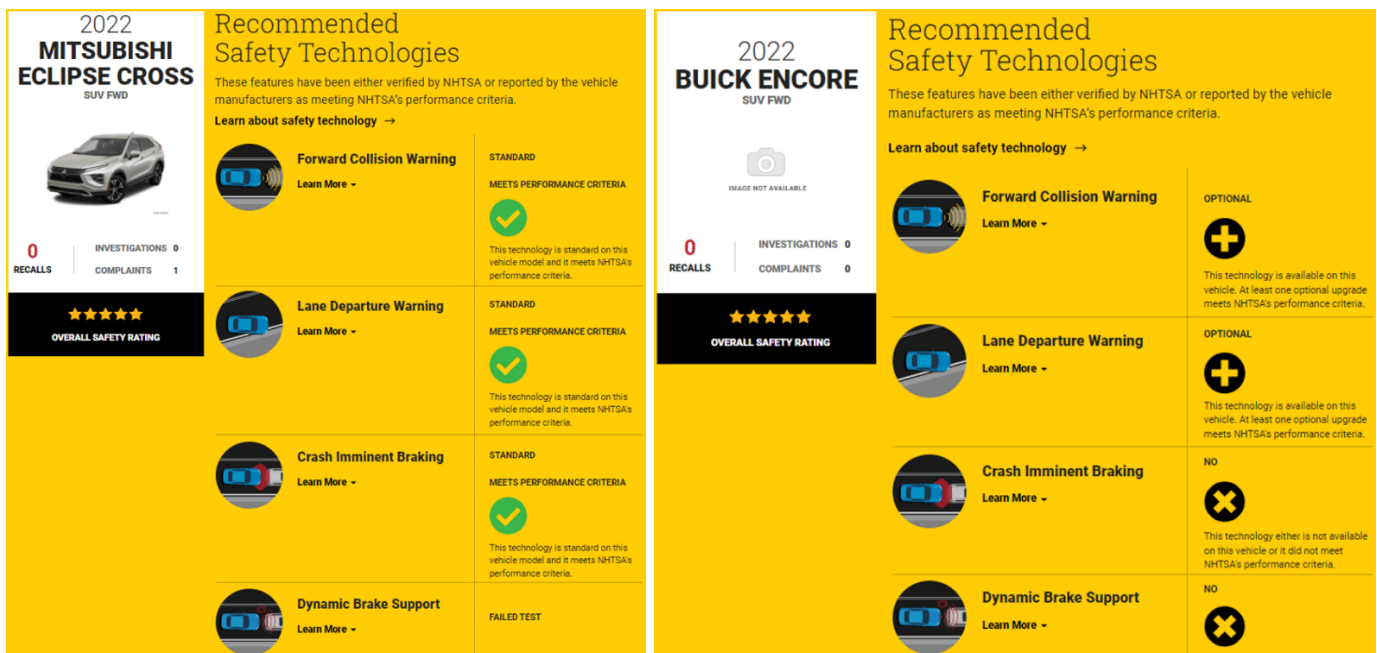 2022
MITSUBISHI
ECLIPSE CROSS
SUV FWD
0
RECALLS
INVESTIGATIONS 0
COMPLAINTS 1
OVERALL SAFETY RATING
Recommended
Safety Technologies
These features have been either verified by NHTSA or reported by the vehicle
manufacturers as meeting NHTSA's performance criteria.
Learn about safety technology →
Forward Collision Warning
Learn More
STANDARD
MEETS PERFORMANCE CRITERIA
This technology is standard on this
vehicle model and it meets NHTSA's
performance criteria.
Lane Departure Warning
Learn More
STANDARD
MEETS PERFORMANCE CRITERIA
This technology is standard on this
vehicle model and it meets NHTSA's
performance criteria.
Crash Imminent Braking
Learn More
STANDARD
MEETS PERFORMANCE CRITERIA
This technology is standard on this
vehicle model and it meets NHTSA's
performance criteria.
Dynamic Brake Support
Learn More
FAILED TEST
2022
BUICK ENCORE
SUV FWD
IMAGE NOT AVAILABLE
0
RECALLS
INVESTIGATIONS 0
COMPLAINTS 0
OVERALL SAFETY RATING
Recommended
Safety Technologies
These features have been either verified by NHTSA or reported by the vehicle
manufacturers as meeting NHTSA's performance criteria.
Learn about safety technology →
Forward Collision Warning
Learn More
OPTIONAL
This technology is available on this
vehicle. At least one optional upgrade
meets NHTSA's performance criteria.
Lane Departure Warning
Learn More
OPTIONAL
This technology is available on this
vehicle. At least one optional upgrade
meets NHTSA's performance criteria.
Crash Imminent Braking
Learn More
NO
This technology either is not available
on this vehicle or it did not meet
NHTSA's performance criteria.
Dynamic Brake Support
Learn More
NO